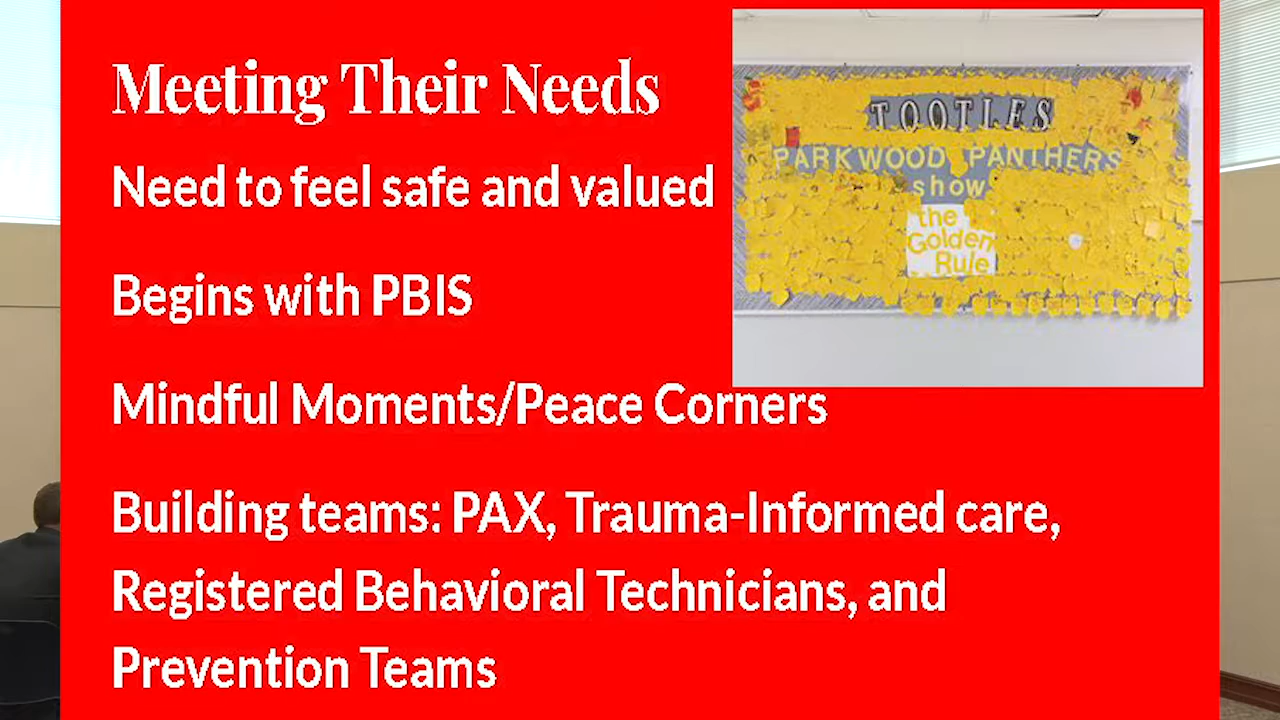 Meeting Their Needs
Need to feel safe and valued
Begins with PBIS
Mindful Moments/Peace Corners
Building teams: PAX, Trauma-Informed care,
Registered Behavioral Technicians, and
Prevention Teams
TOOTLES
PARKWOOD PANTHERS
show
the
Golden
Rule